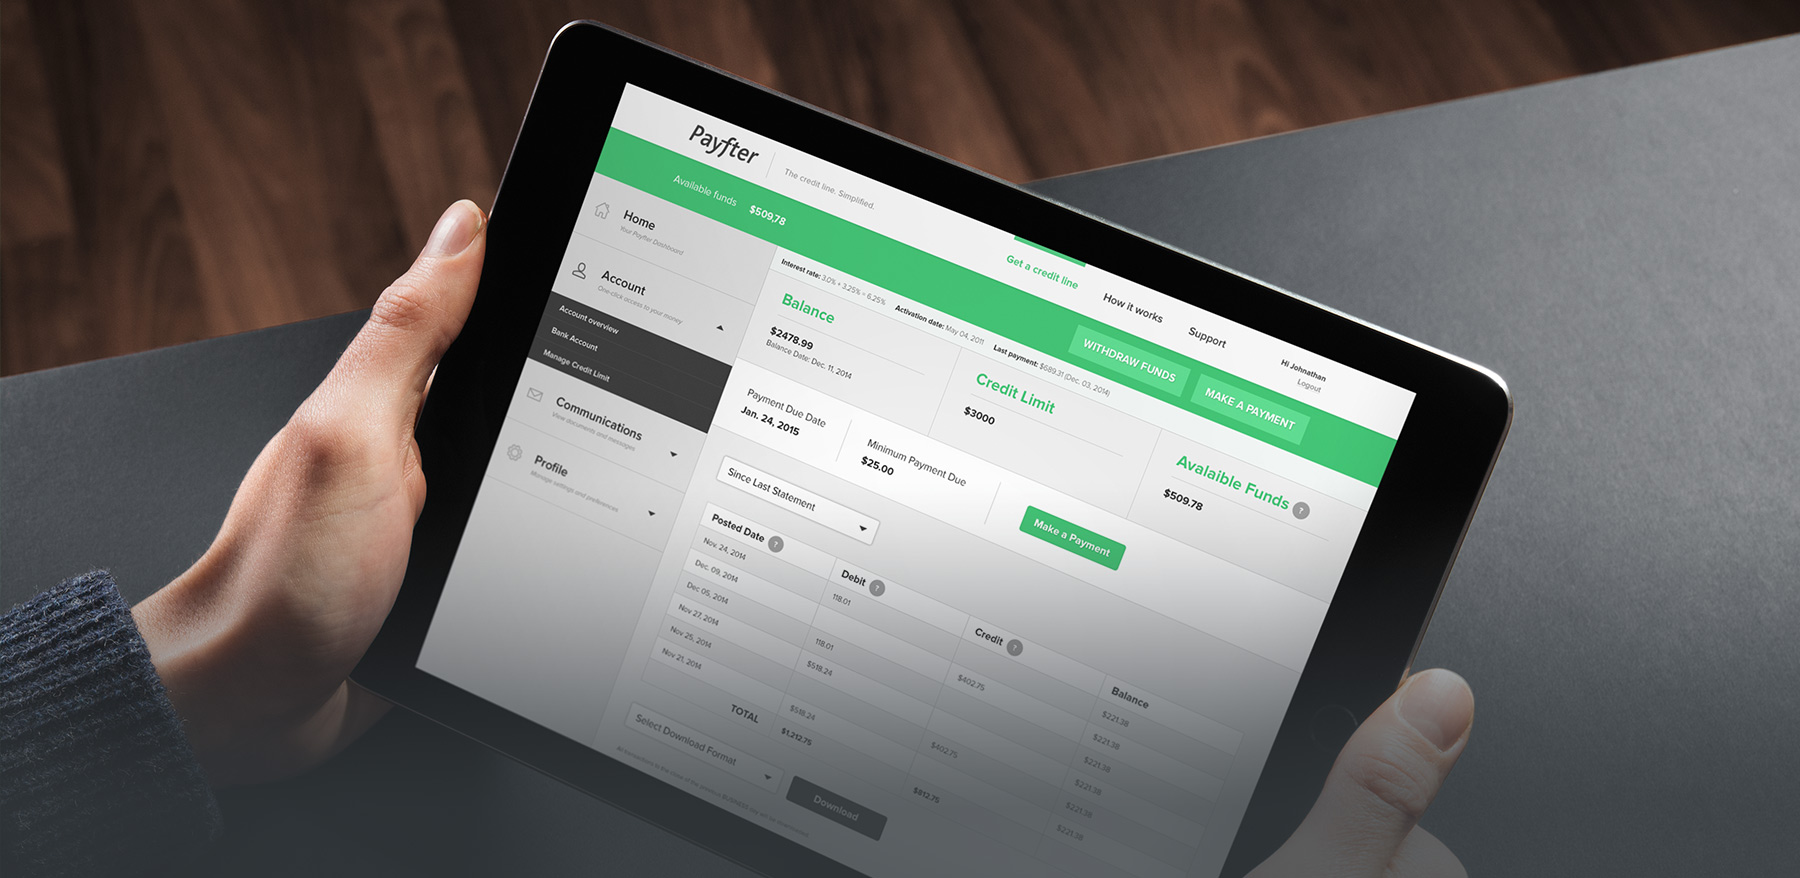 Payfter
The credit line. Simplified.
Get a credit line
How it works
Support
Hi Johnathan
Logout
Available funds $509,78
WITHDRAW FUNDS
MAKE A PAYMENT
Home
Your Payfter Dashboard
Account
One-click access to your money
Account overview
Bank Account
Manage Credit Limit
Communications
View documents and messages
Profile
Manage settings and preferences
Interest rate: 3.0% + 3.25% = 6.25% Activation date: May 04, 2011 Last payment: $689.31 (Dec. 03, 2014)
Balance
$2478.99
Balance Date: Dec. 11, 2014
Credit Limit
$3000
Avalaible Funds ?
$509.78
Payment Due Date
Jan. 24, 2015
Minimum Payment Due
$25.00
Make a Payment
Since Last Statement
Posted Date ? Debit ? Credit ? Balance
Nov. 24, 2014 118.01 $221.38
Dec. 09, 2014 $402.75 $221.38
Dec 05, 2014 118.01 $221.38
Nov 27, 2014 $518.24 $221.38
Nov 25, 2014 $402.75 $221.38
Nov 21, 2014 $518.24 $221.38
TOTAL $1,212.75 $812.75
Select Download Format
Download